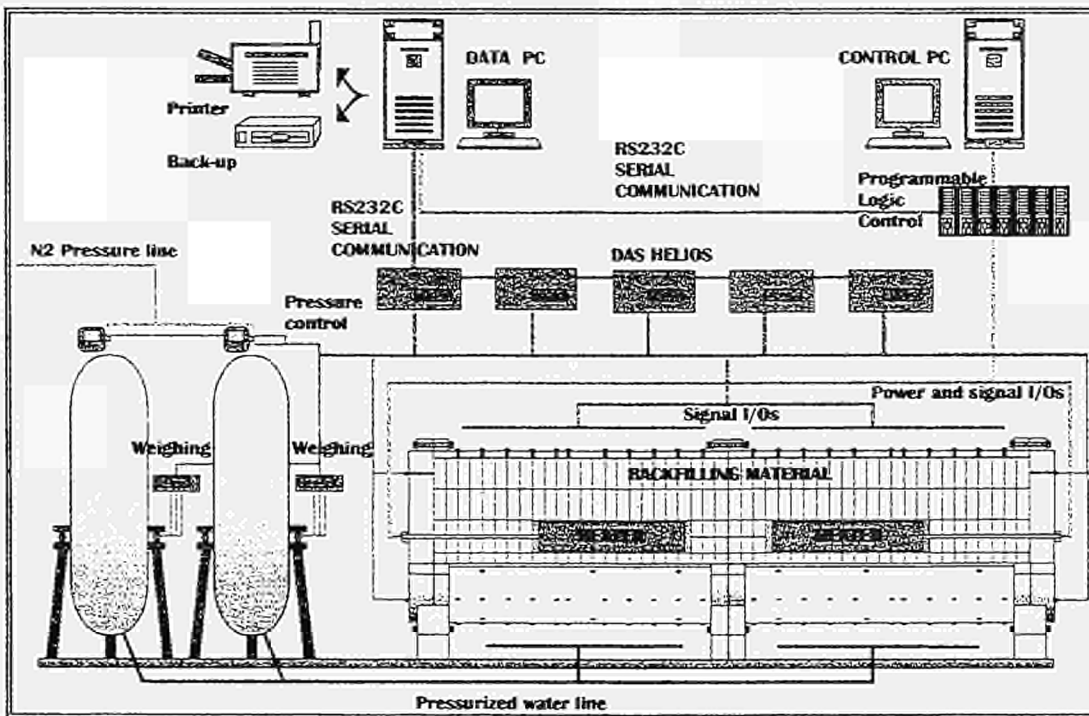 DATA PC
CONTROL PC
Printer
Back-up
RS232C
SERIAL
COMMUNICATION
RS232C
SERIAL
COMMUNICATION
Programmable
Logic
Control
N2 Pressure line
DAS HELIOS
Pressure
control
Power and signal I/Os
Signal I/Os
Weighing
Weighing
BACKFILLING MATERIAL
HEATER
HEATER
Pressurized water line